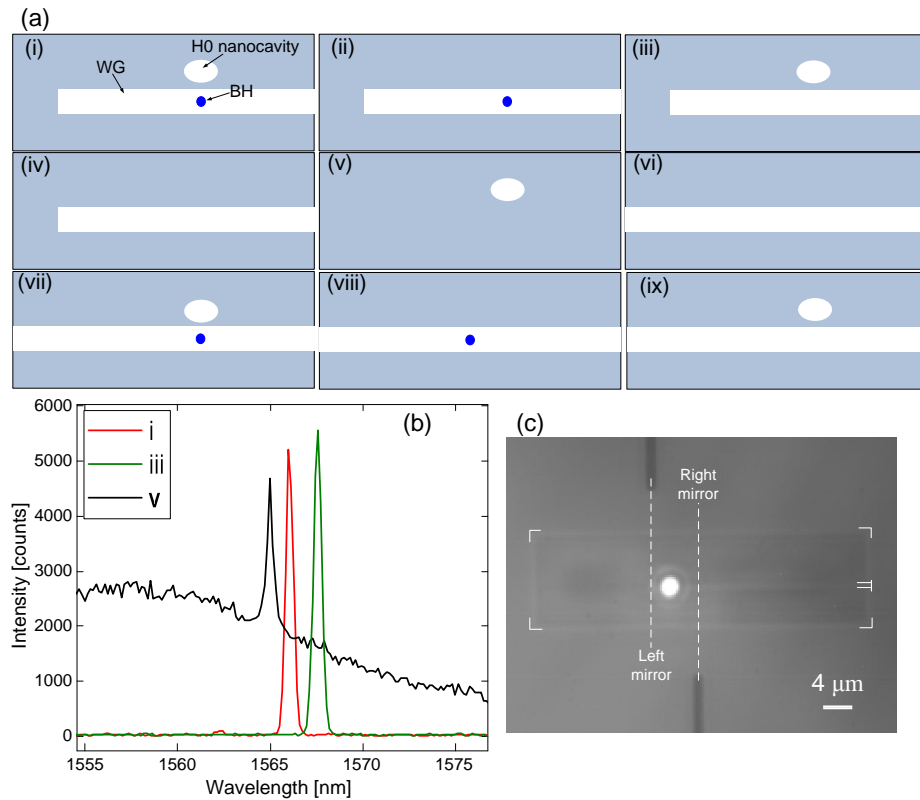 (a)
(i)
H0 nanocavity
WG
BH
(ii)
(iii)
(iv)
(v)
(vi)
(vii)
(viii)
(ix)
(b)
6000
5000
4000
3000
2000
1000
0
Intensity [counts]
i
iii
v
1555
1560
1565
1570
1575
Wavelength [nm]
(c)
Right
mirror
Left
mirror
4 μm